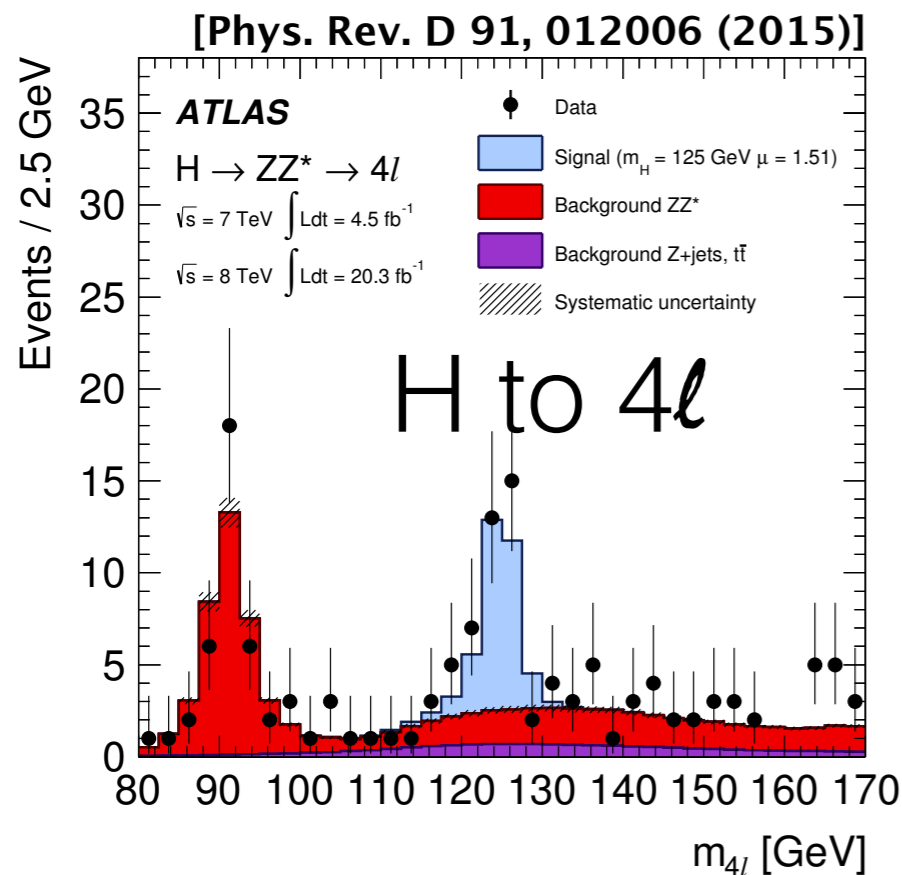 [Phys. Rev. D 91, 012006 (2015)]
Events / 2.5 GeV
35
30
25
20
15
10
5
0
ATLAS
H → ZZ* → 4l
√s = 7 TeV ∫Ldt = 4.5 fb⁻¹
√s = 8 TeV ∫Ldt = 20.3 fb⁻¹
Data
Signal (m_H = 125 GeV μ = 1.51)
Background ZZ*
Background Z+jets, tt̄
Systematic uncertainty
H to 4ℓ
80 90 100 110 120 130 140 150 160 170
m_4l [GeV]